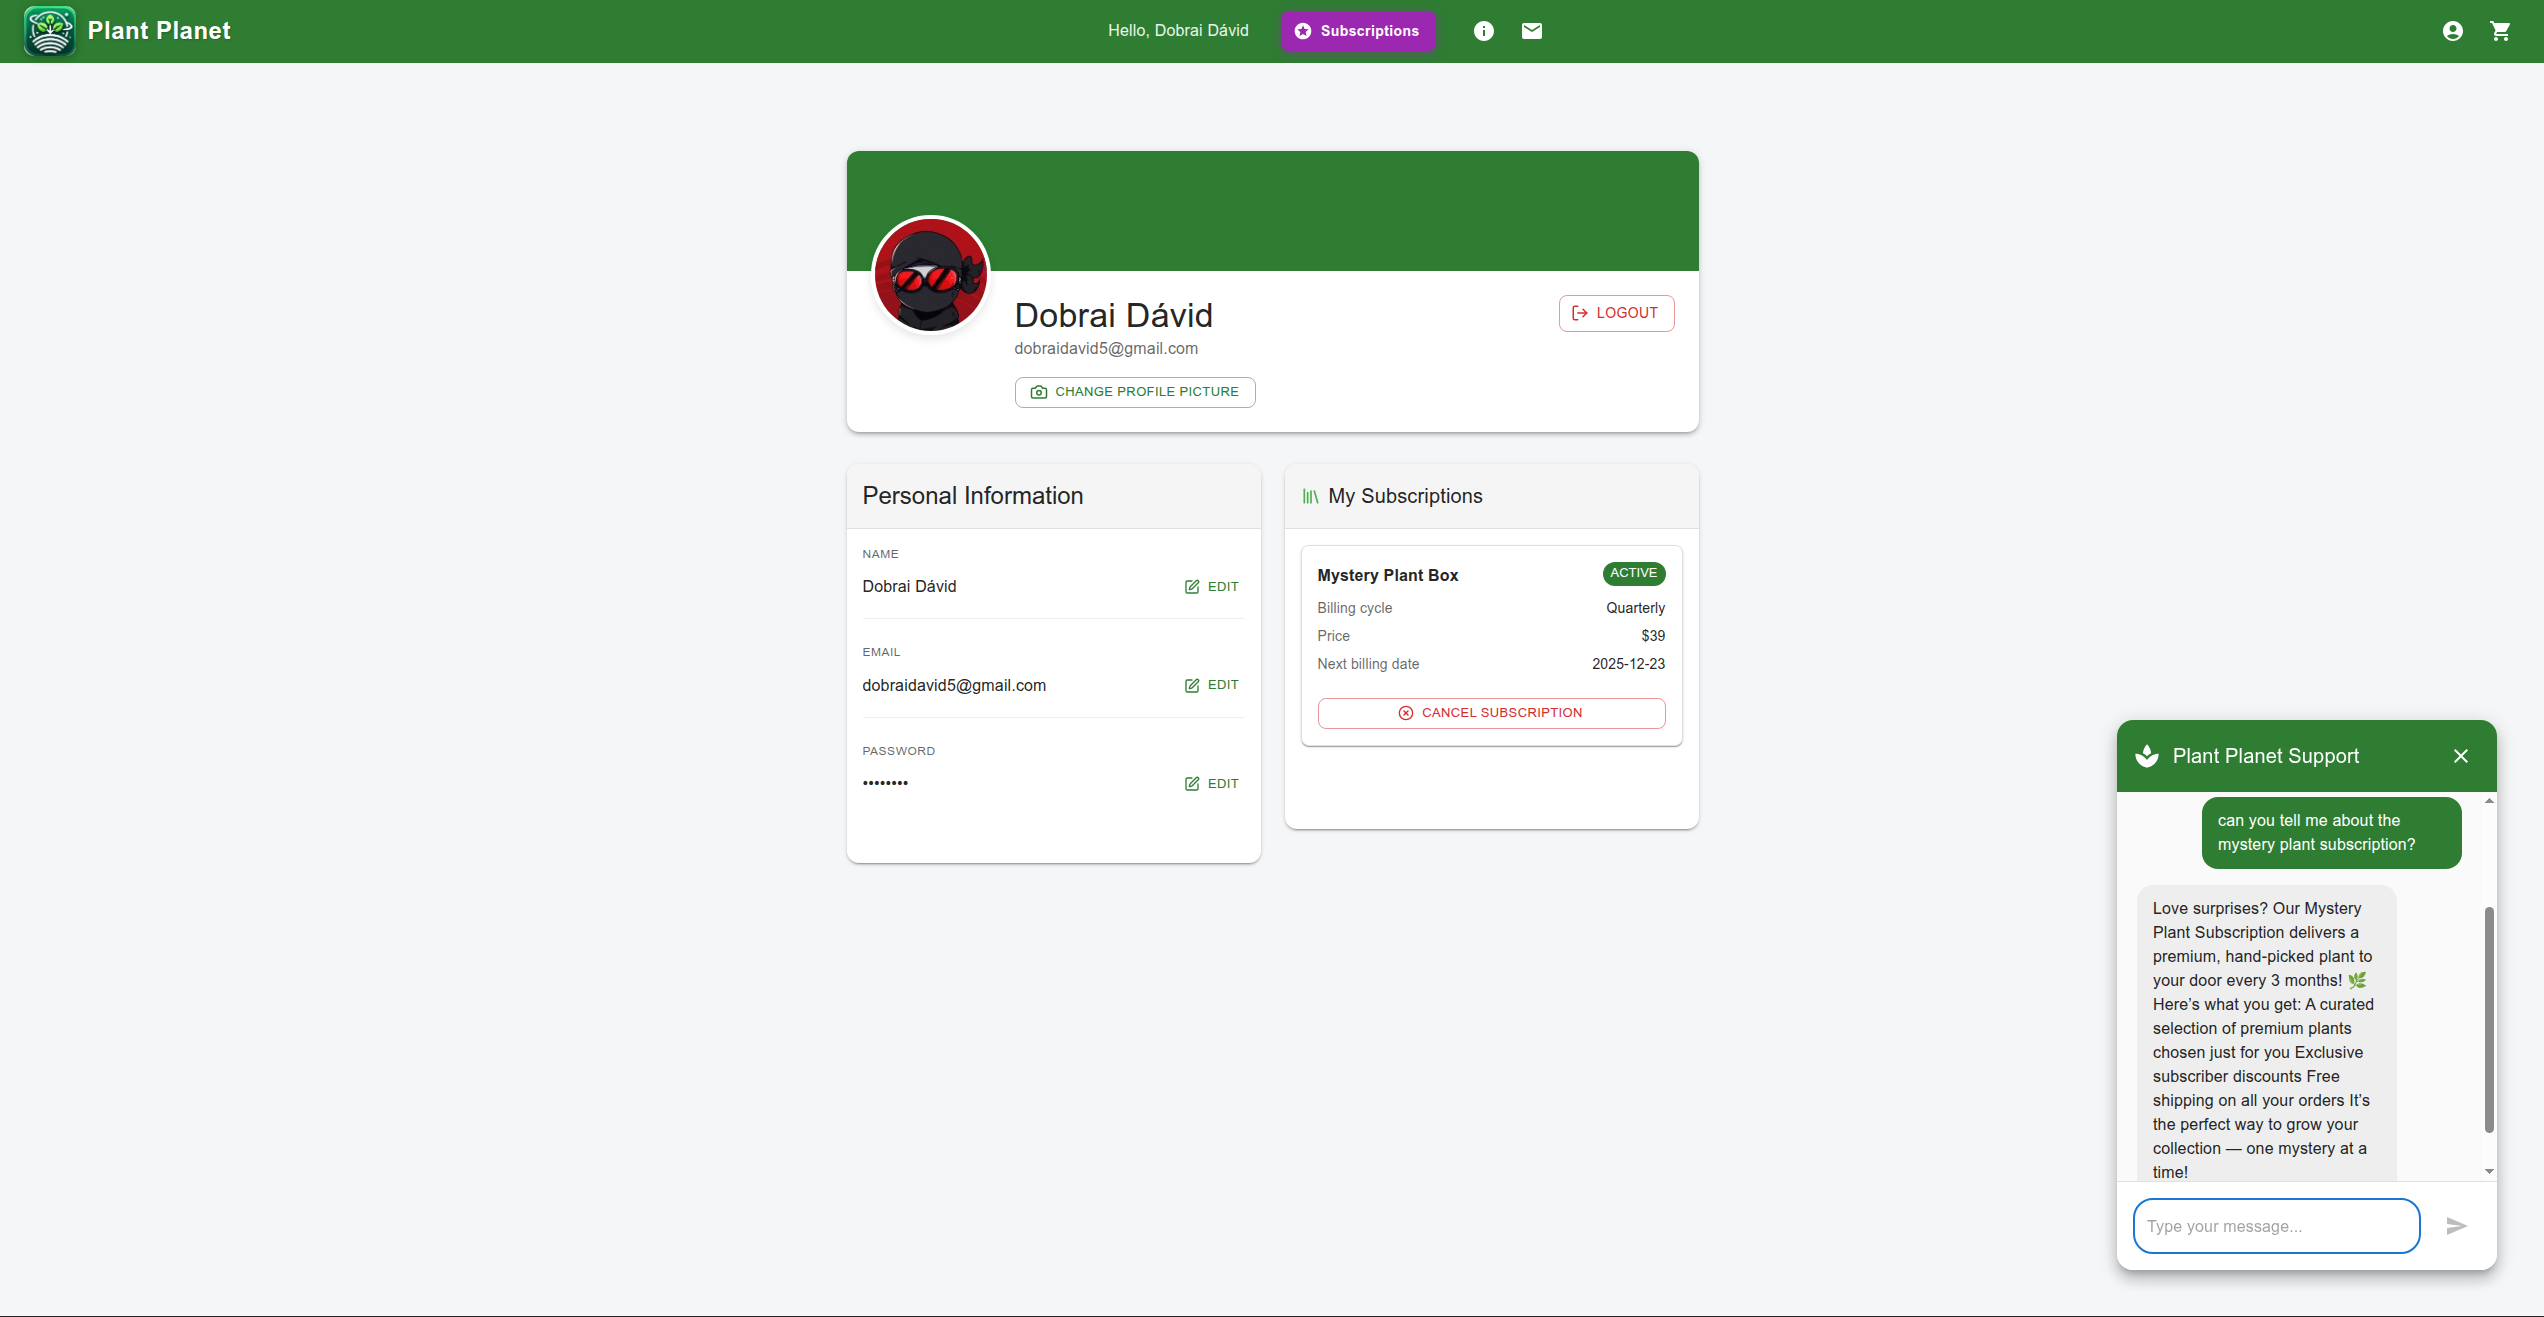 Plant Planet
Hello, Dobrai Dávid
Subscriptions
Dobrai Dávid
dobraidavid5@gmail.com
LOGOUT
CHANGE PROFILE PICTURE
Personal Information
NAME
Dobrai Dávid
EDIT
EMAIL
dobraidavid5@gmail.com
EDIT
PASSWORD
••••••••
EDIT
My Subscriptions
Mystery Plant Box
ACTIVE
Billing cycle
Quarterly
Price
$39
Next billing date
2025-12-23
CANCEL SUBSCRIPTION
Plant Planet Support
can you tell me about the
mystery plant subscription?
Love surprises? Our Mystery
Plant Subscription delivers a
premium, hand-picked plant to
your door every 3 months! 🌿
Here's what you get: A curated
selection of premium plants
chosen just for you Exclusive
subscriber discounts Free
shipping on all your orders It's
the perfect way to grow your
collection — one mystery at a
time!
Type your message...